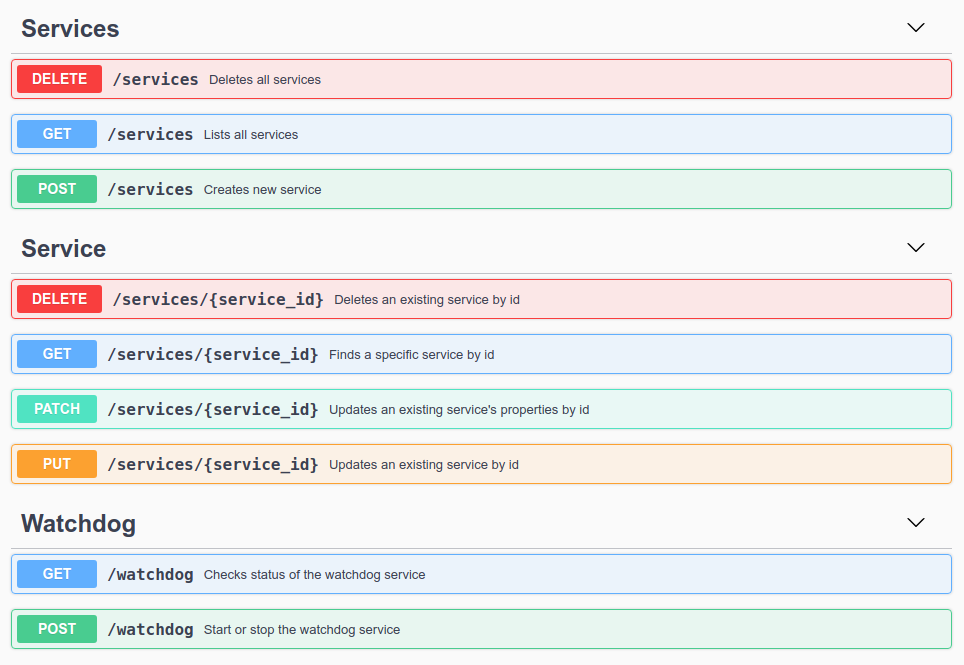 Services
DELETE /services Deletes all services
GET /services Lists all services
POST /services Creates new service
Service
DELETE /services/{service_id} Deletes an existing service by id
GET /services/{service_id} Finds a specific service by id
PATCH /services/{service_id} Updates an existing service's properties by id
PUT /services/{service_id} Updates an existing service by id
Watchdog
GET /watchdog Checks status of the watchdog service
POST /watchdog Start or stop the watchdog service